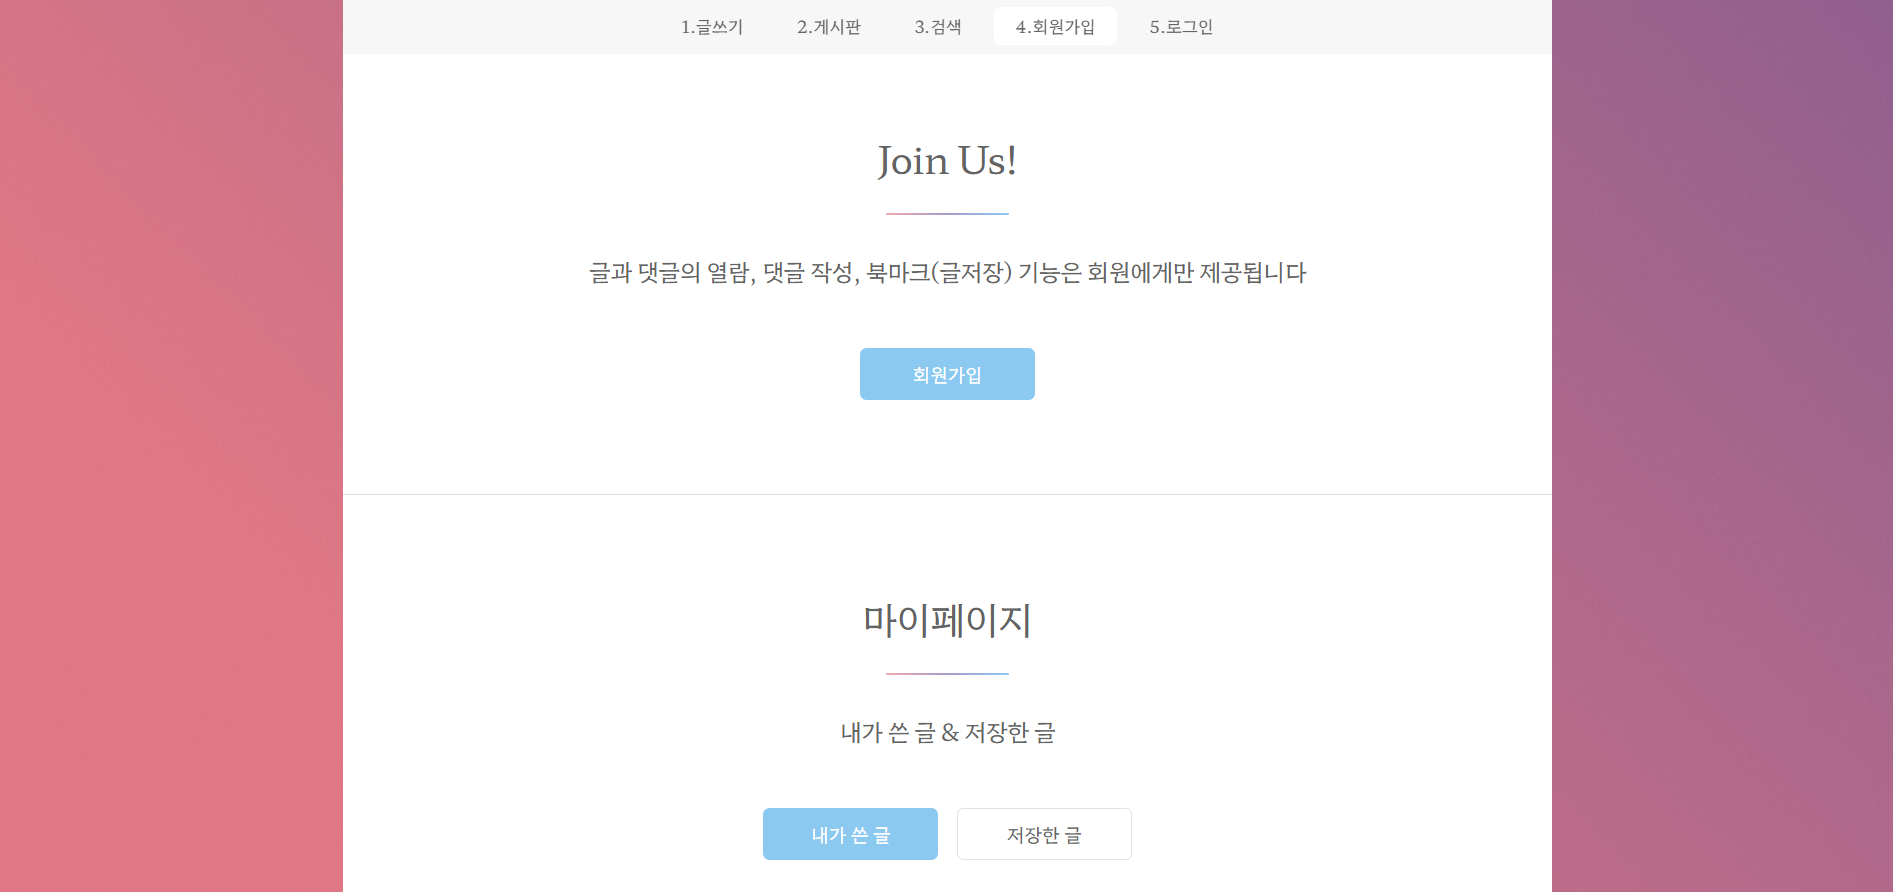 1.글쓰기 2.게시판 3.검색 4.회원가입 5.로그인
Join Us!
글과 댓글의 열람, 댓글 작성, 북마크(글저장) 기능은 회원에게만 제공됩니다
회원가입
마이페이지
내가 쓴 글 & 저장한 글
내가 쓴 글 저장한 글